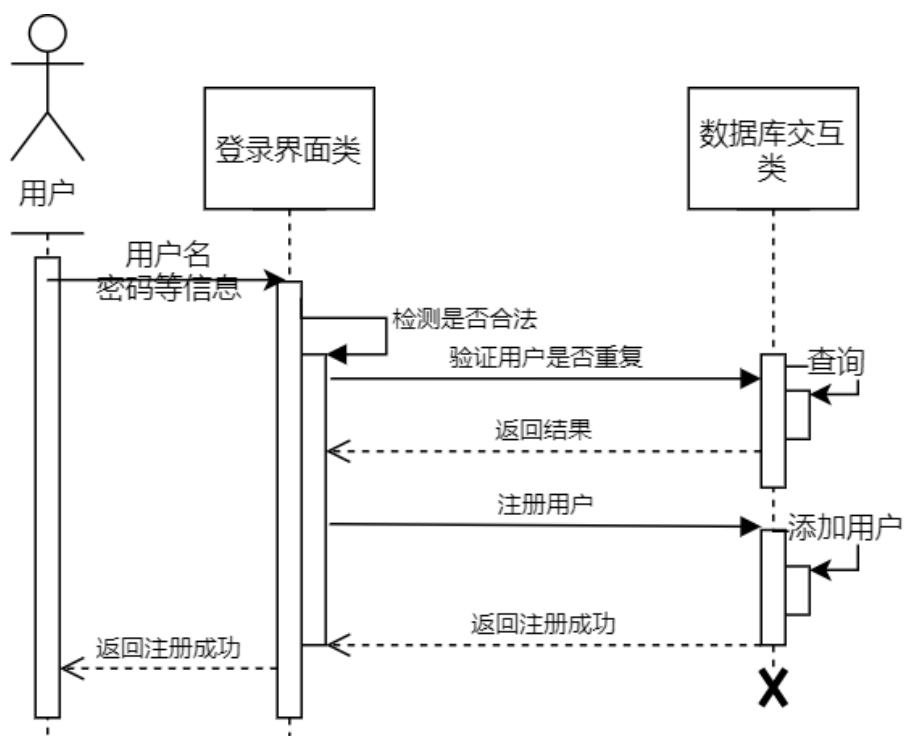 登录界面类
数据库交互
类
用户
用户名
密码等信息
检测是否合法
验证用户是否重复
查询
返回结果
注册用户
添加用户
返回注册成功
返回注册成功